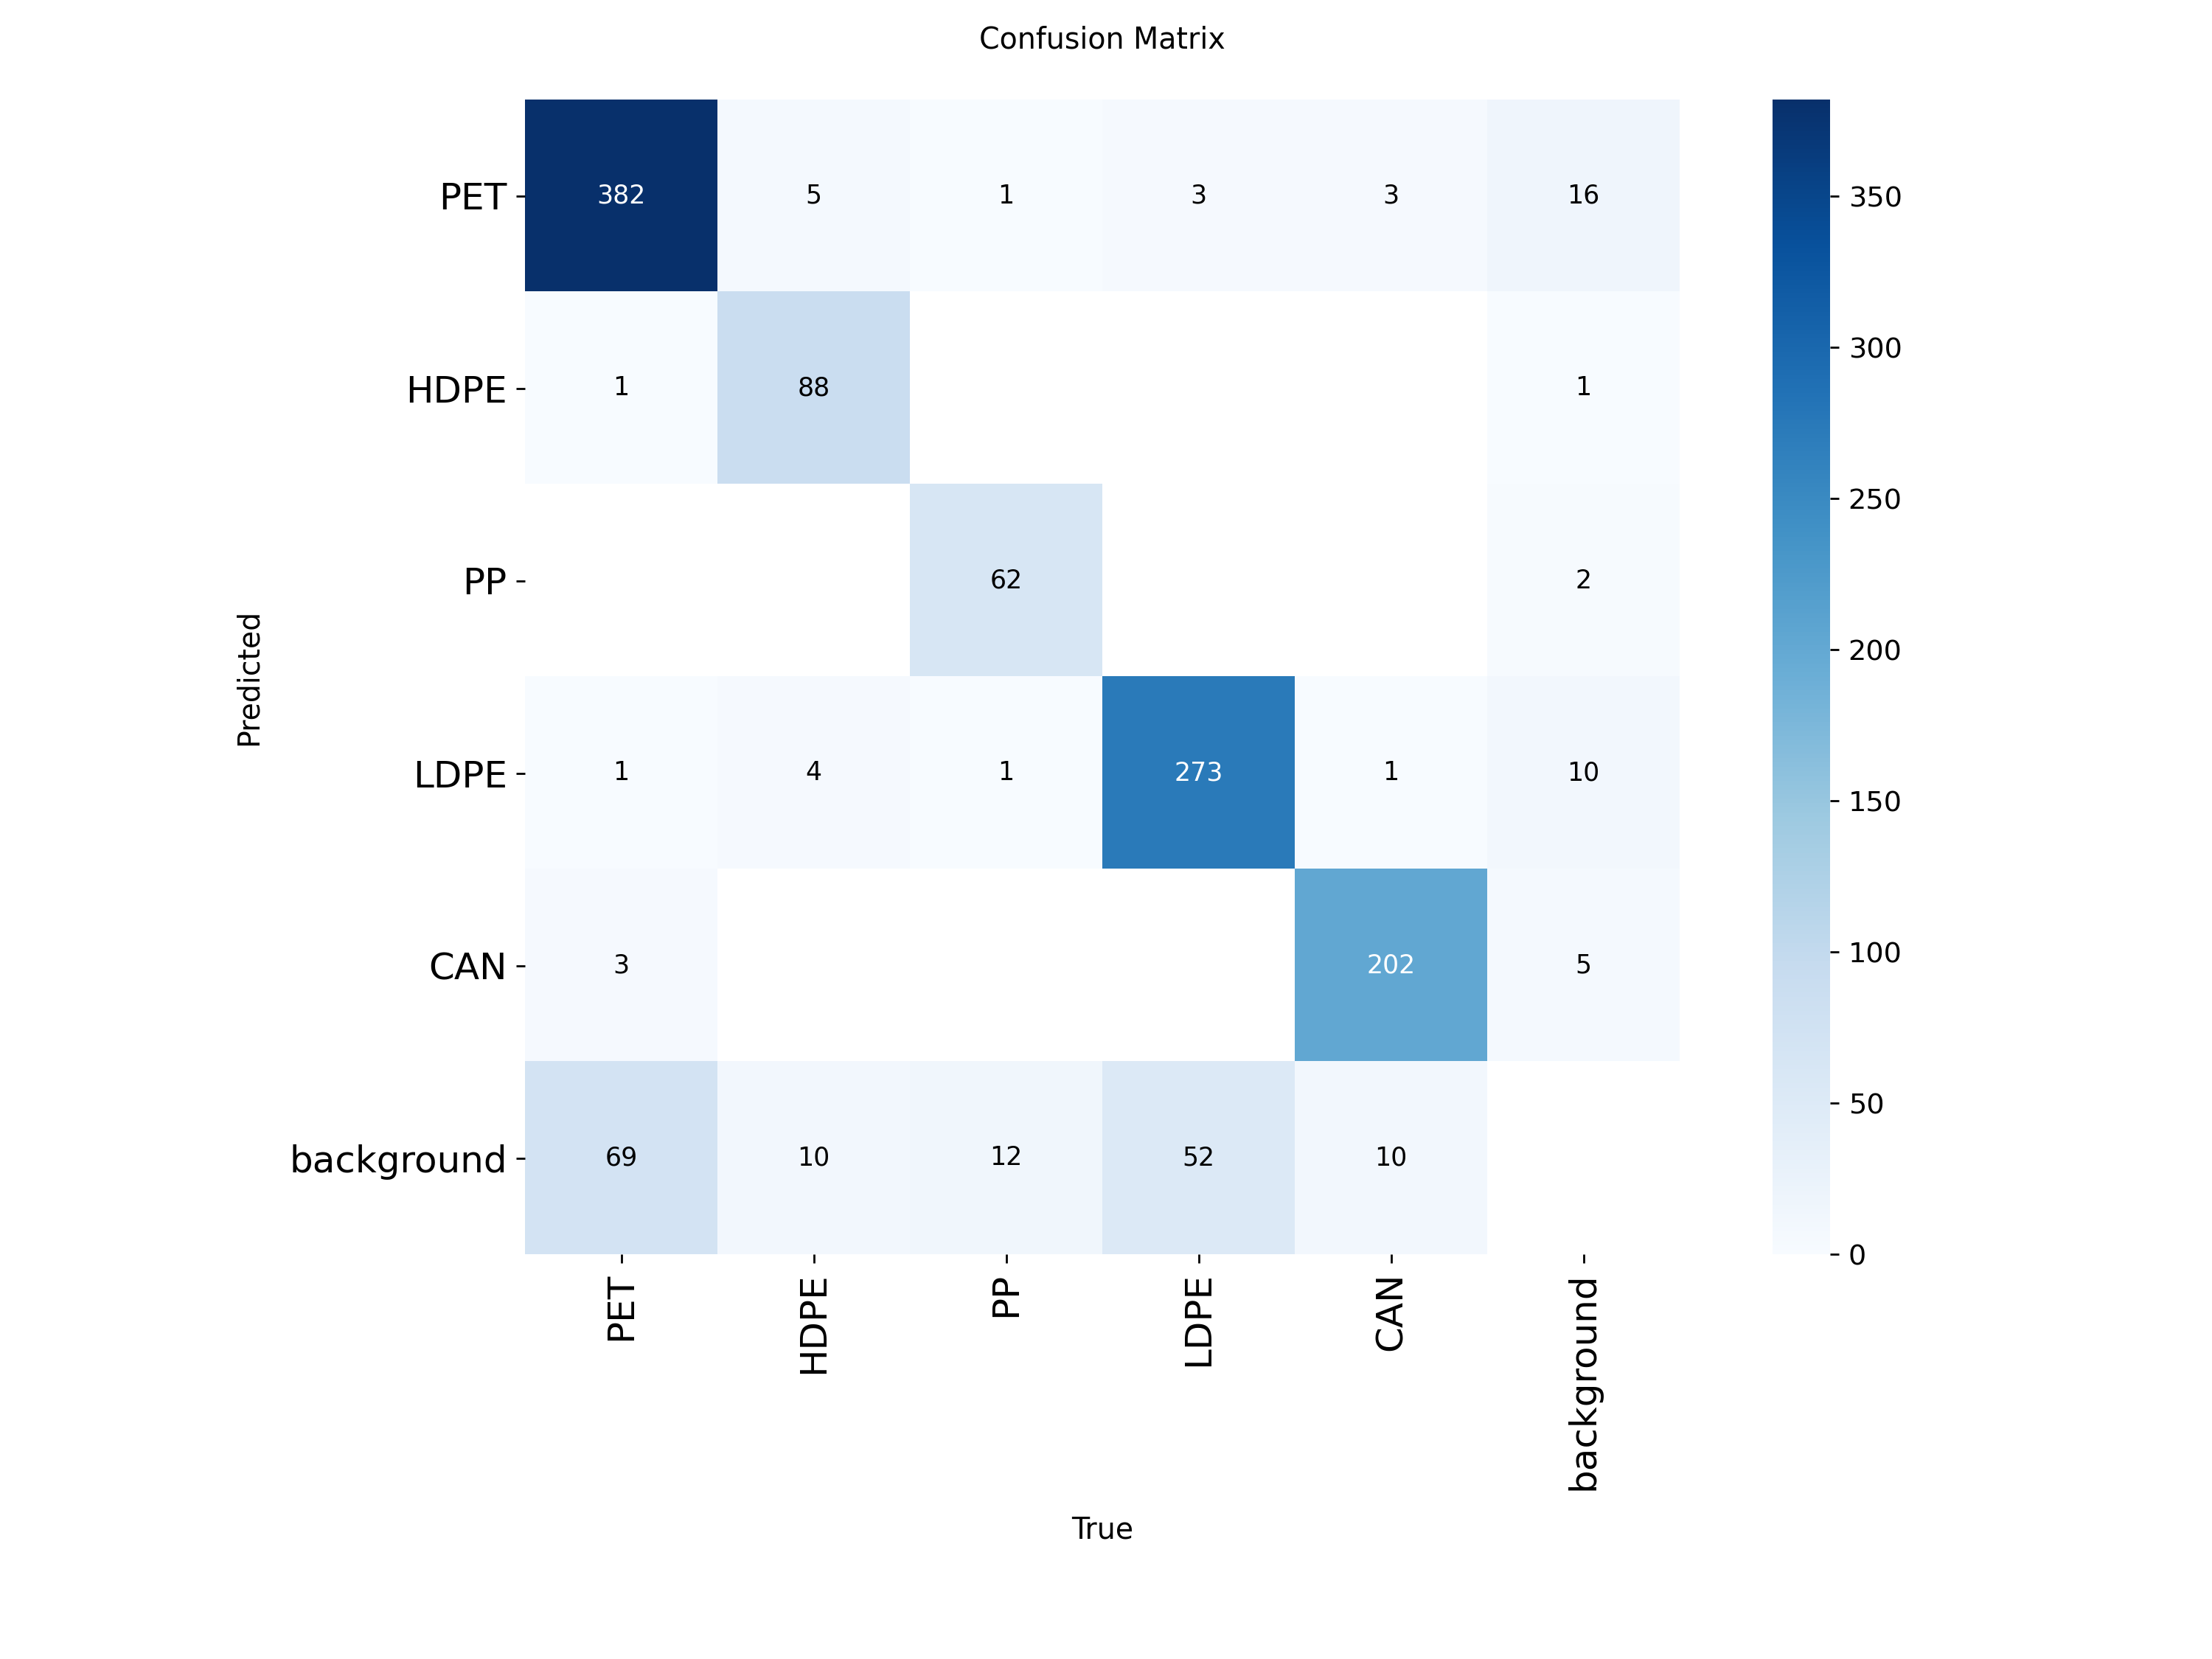 Confusion Matrix
PET 382 5 1 3 3 16
HDPE 1 88 1
PP 62 2
LDPE 1 4 1 273 1 10
CAN 3 202 5
background 69 10 12 52 10
Predicted
PET HDPE PP LDPE CAN background
True
350
300
250
200
150
100
50
0